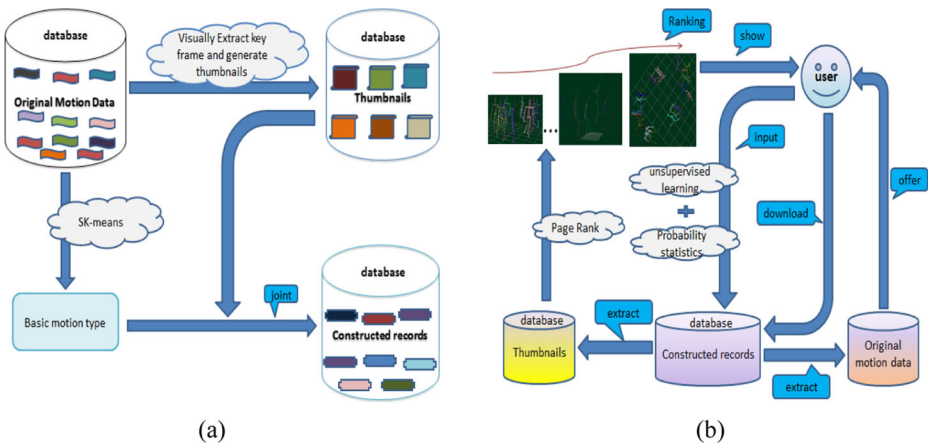 database
Original Motion Data
Visually Extract key
frame and generate
thumbnails
database
Thumbnails
SK-means
Basic motion type
joint
database
Constructed records
(a)
Ranking
show
user
...
input
unsupervised
learning
Probability
statistics
Page Rank
download
offer
database
Thumbnails
extract
database
Constructed records
extract
Original
motion data
(b)